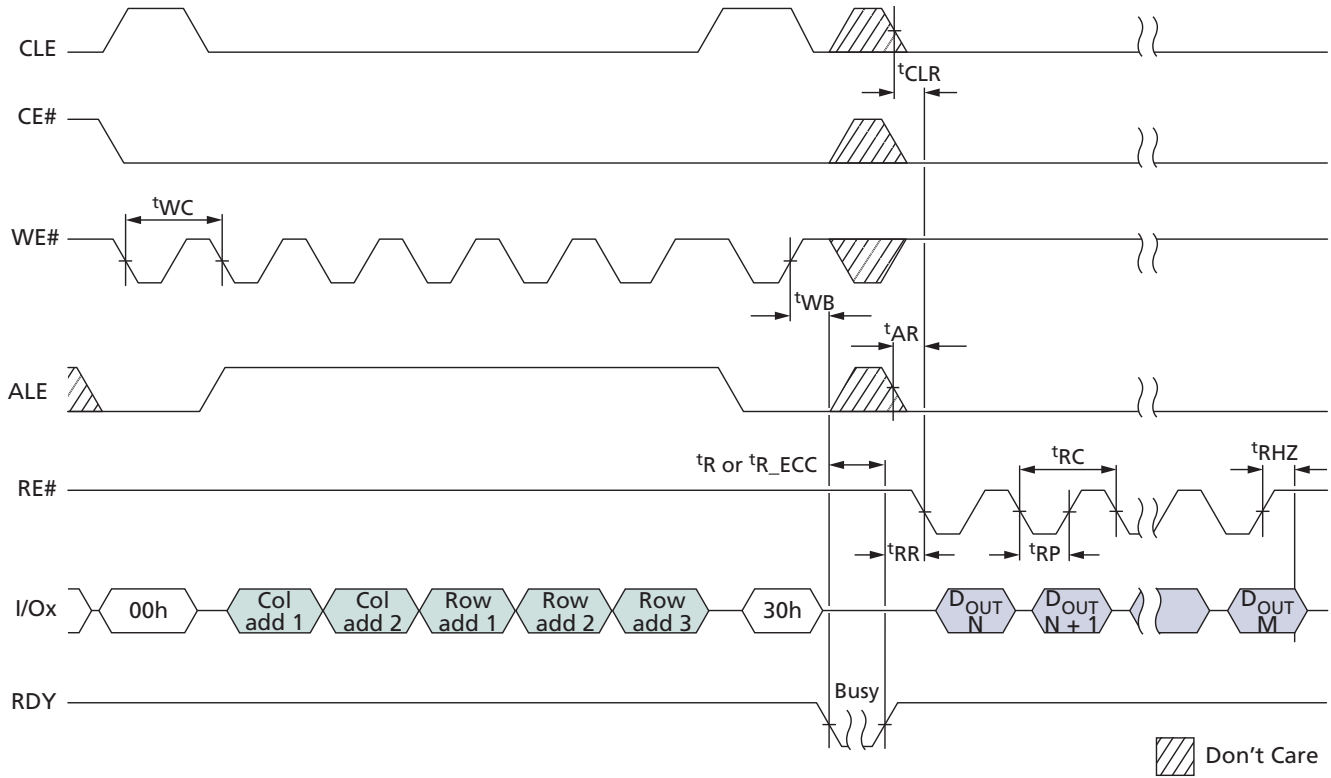 CLE
tCLR
CE#
tWC
WE#
tWB
tAR
ALE
tR or tR_ECC
tRC
tRHZ
RE#
tRR
tRP
I/Ox
00h
Col
add 1
Col
add 2
Row
add 1
Row
add 2
Row
add 3
30h
DOUT
N
DOUT
N + 1
DOUT
M
RDY
Busy
Don't Care